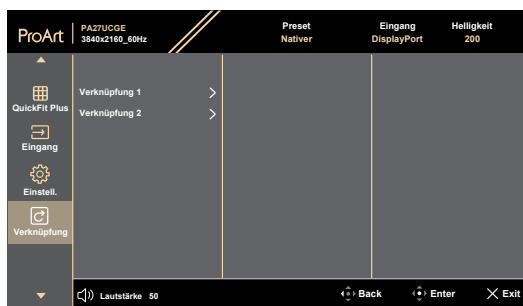 ProArt
PA27UCGE
3840x2160_60Hz
Preset
Nativer
Eingang
DisplayPort
Helligkeit
200
QuickFit Plus
Eingang
Einstell.
Verknüpfung
Verknüpfung 1
Verknüpfung 2
Lautstärke 50
Back
Enter
Exit